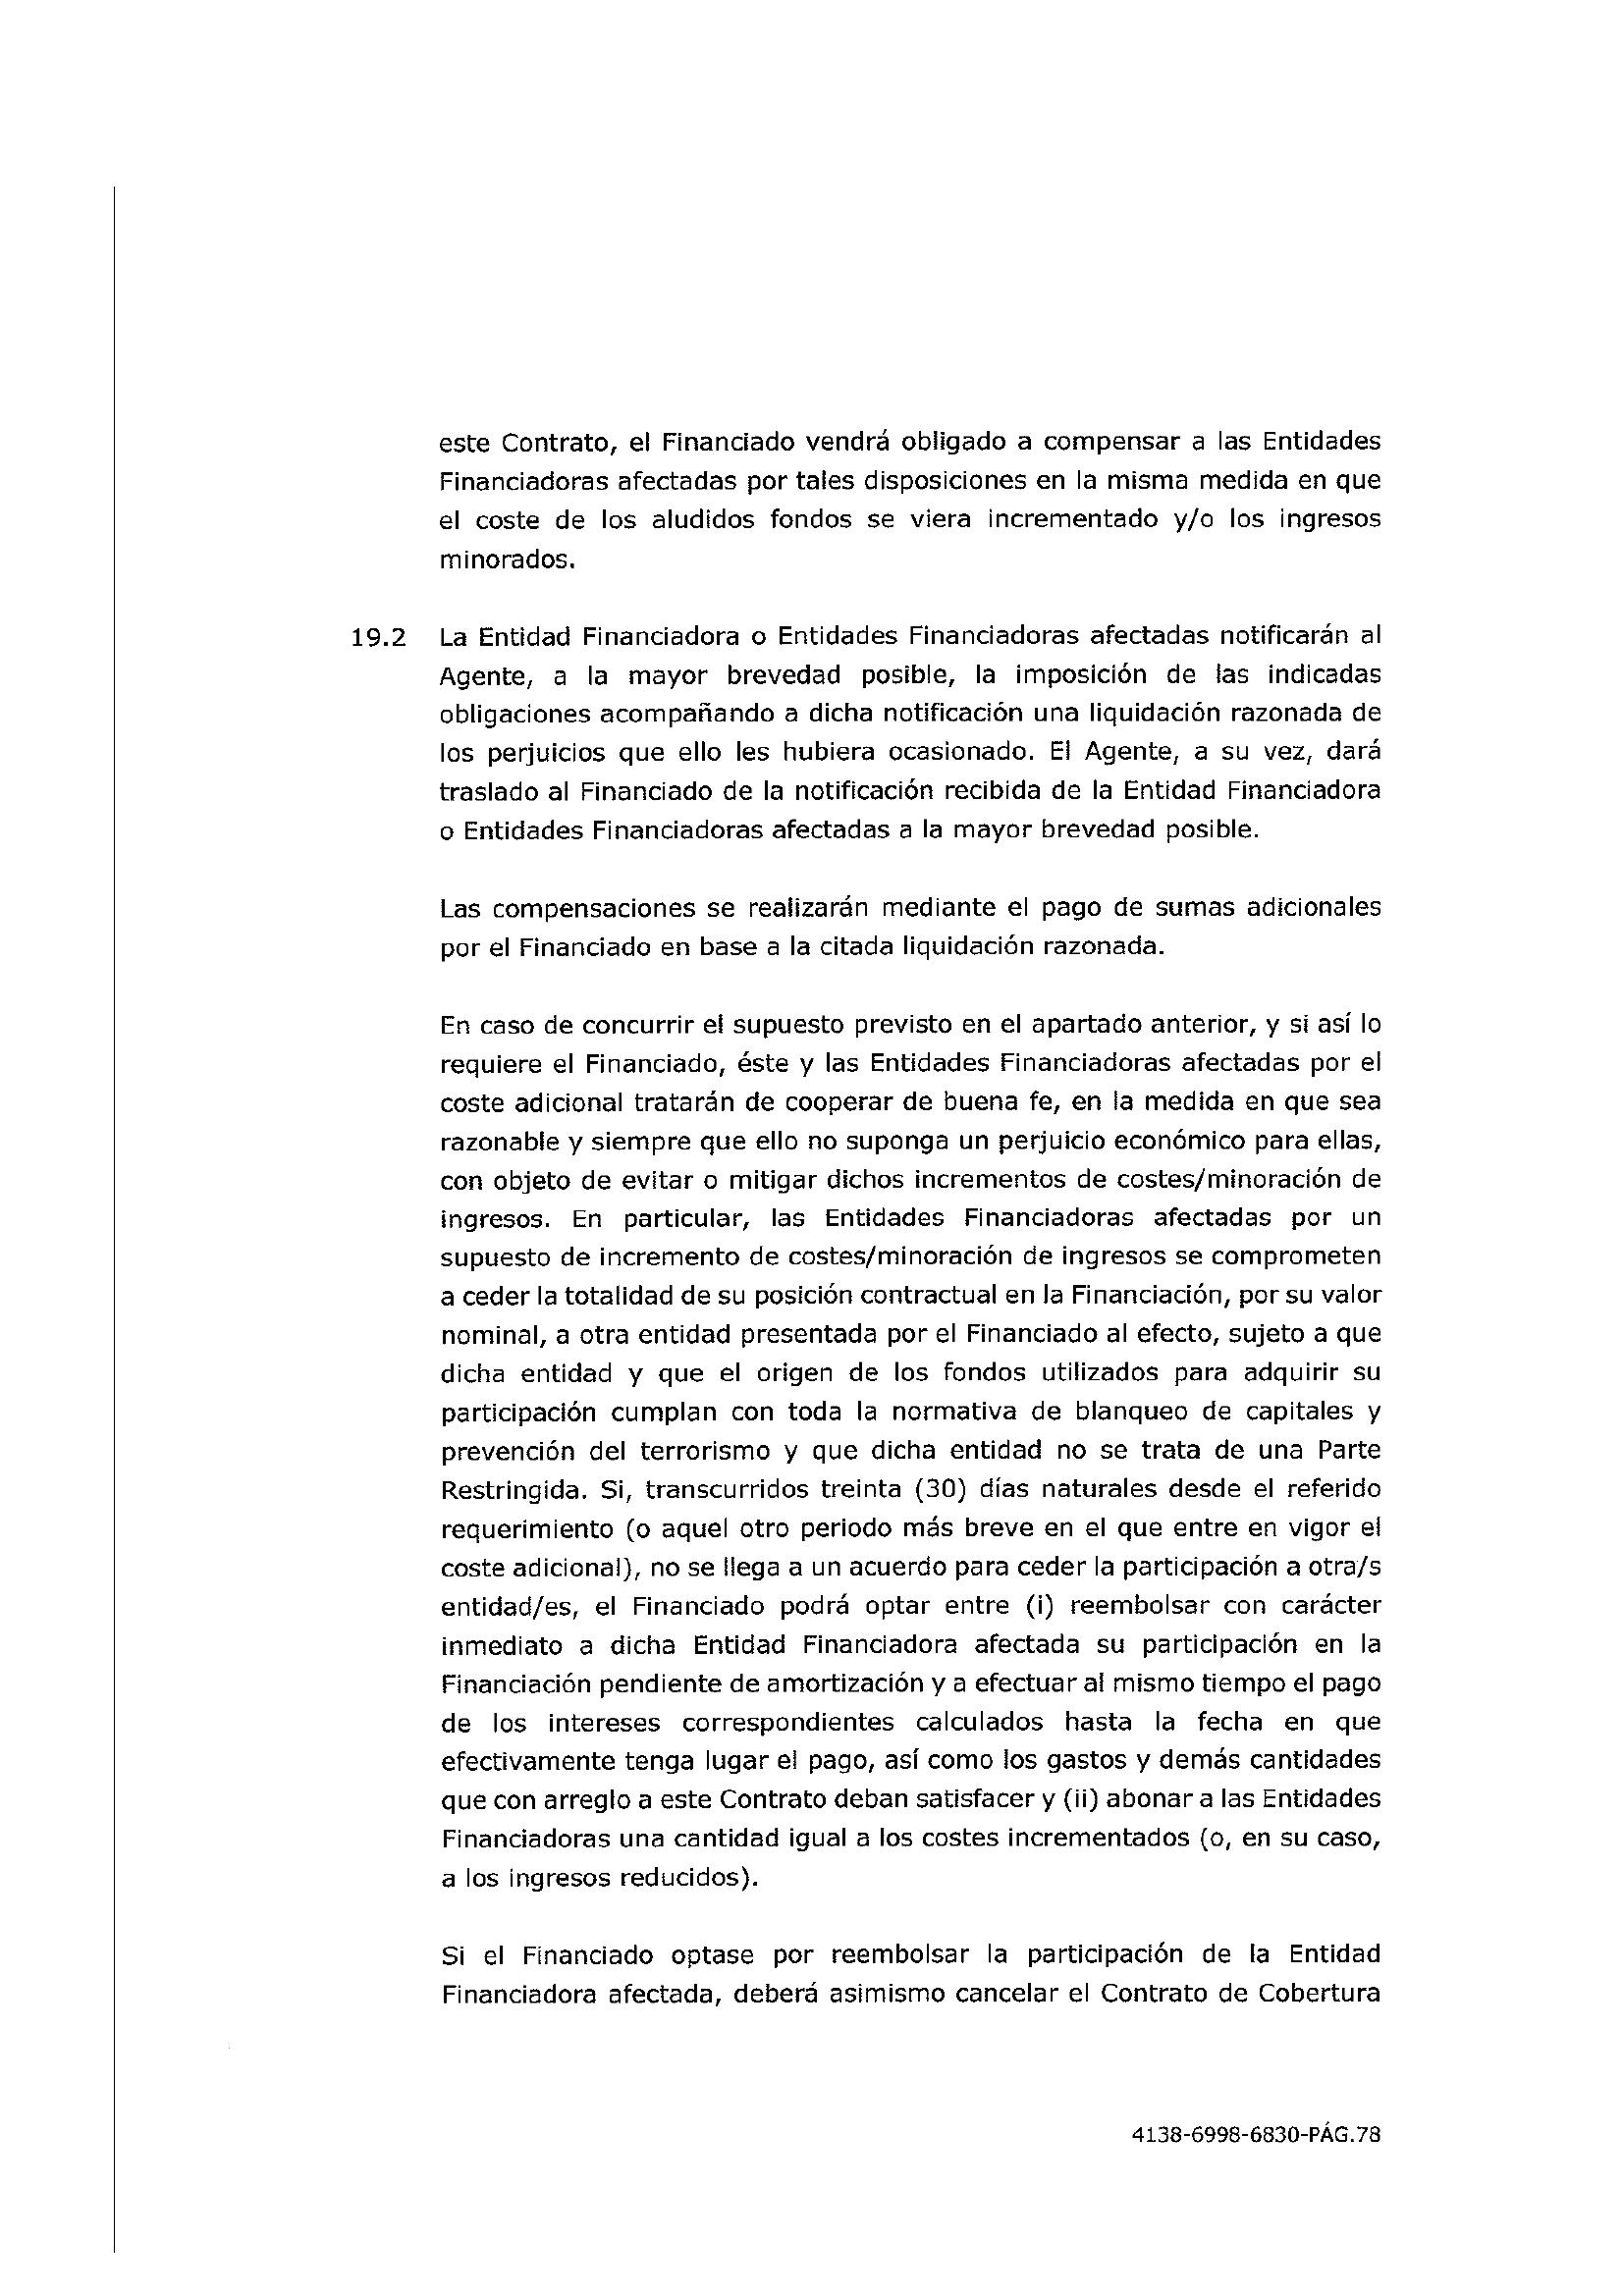 este Contrato, el Financiado vendrá obligado a compensar a las Entidades
Financiadoras afectadas por tales disposiciones en la misma medida en que
el coste de los aludidos fondos se viera incrementado y/o los ingresos
minorados.
19.2 La Entidad Financiadora o Entidades Financiadoras afectadas notificarán al
Agente, a la mayor brevedad posible, la imposición de las indicadas
obligaciones acompañando a dicha notificación una liquidación razonada de
los perjuicios que ello les hubiera ocasionado. El Agente, a su vez, dará
traslado al Financiado de la notificación recibida de la Entidad Financiadora
o Entidades Financiadoras afectadas a la mayor brevedad posible.
Las compensaciones se realizarán mediante el pago de sumas adicionales
por el Financiado en base a la citada liquidación razonada.
En caso de concurrir el supuesto previsto en el apartado anterior, y si así lo
requiere el Financiado, éste y las Entidades Financiadoras afectadas por el
coste adicional tratarán de cooperar de buena fe, en la medida en que sea
razonable y siempre que ello no suponga un perjuicio económico para ellas,
con objeto de evitar o mitigar dichos incrementos de costes/minoración de
ingresos. En particular, las Entidades Financiadoras afectadas por un
supuesto de incremento de costes/minoración de ingresos se comprometen
a ceder la totalidad de su posición contractual en la Financiación, por su valor
nominal, a otra entidad presentada por el Financiado al efecto, sujeto a que
dicha entidad y que el origen de los fondos utilizados para adquirir su
participación cumplan con toda la normativa de blanqueo de capitales y
prevención del terrorismo y que dicha entidad no se trata de una Parte
Restringida. Si, transcurridos treinta (30) días naturales desde el referido
requerimiento (o aquel otro periodo más breve en el que entre en vigor el
coste adicional), no se llega a un acuerdo para ceder la participación a otra/s
entidad/es, el Financiado podrá optar entre (i) reembolsar con carácter
inmediato a dicha Entidad Financiadora afectada su participación en la
Financiación pendiente de amortización y a efectuar al mismo tiempo el pago
de los intereses correspondientes calculados hasta la fecha en que
efectivamente tenga lugar el pago, así como los gastos y demás cantidades
que con arreglo a este Contrato deban satisfacer y (ii) abonar a las Entidades
Financiadoras una cantidad igual a los costes incrementados (o, en su caso,
a los ingresos reducidos).
Si el Financiado optase por reembolsar la participación de la Entidad
Financiadora afectada, deberá asimismo cancelar el Contrato de Cobertura
4138-6998-6830-PÁG.78